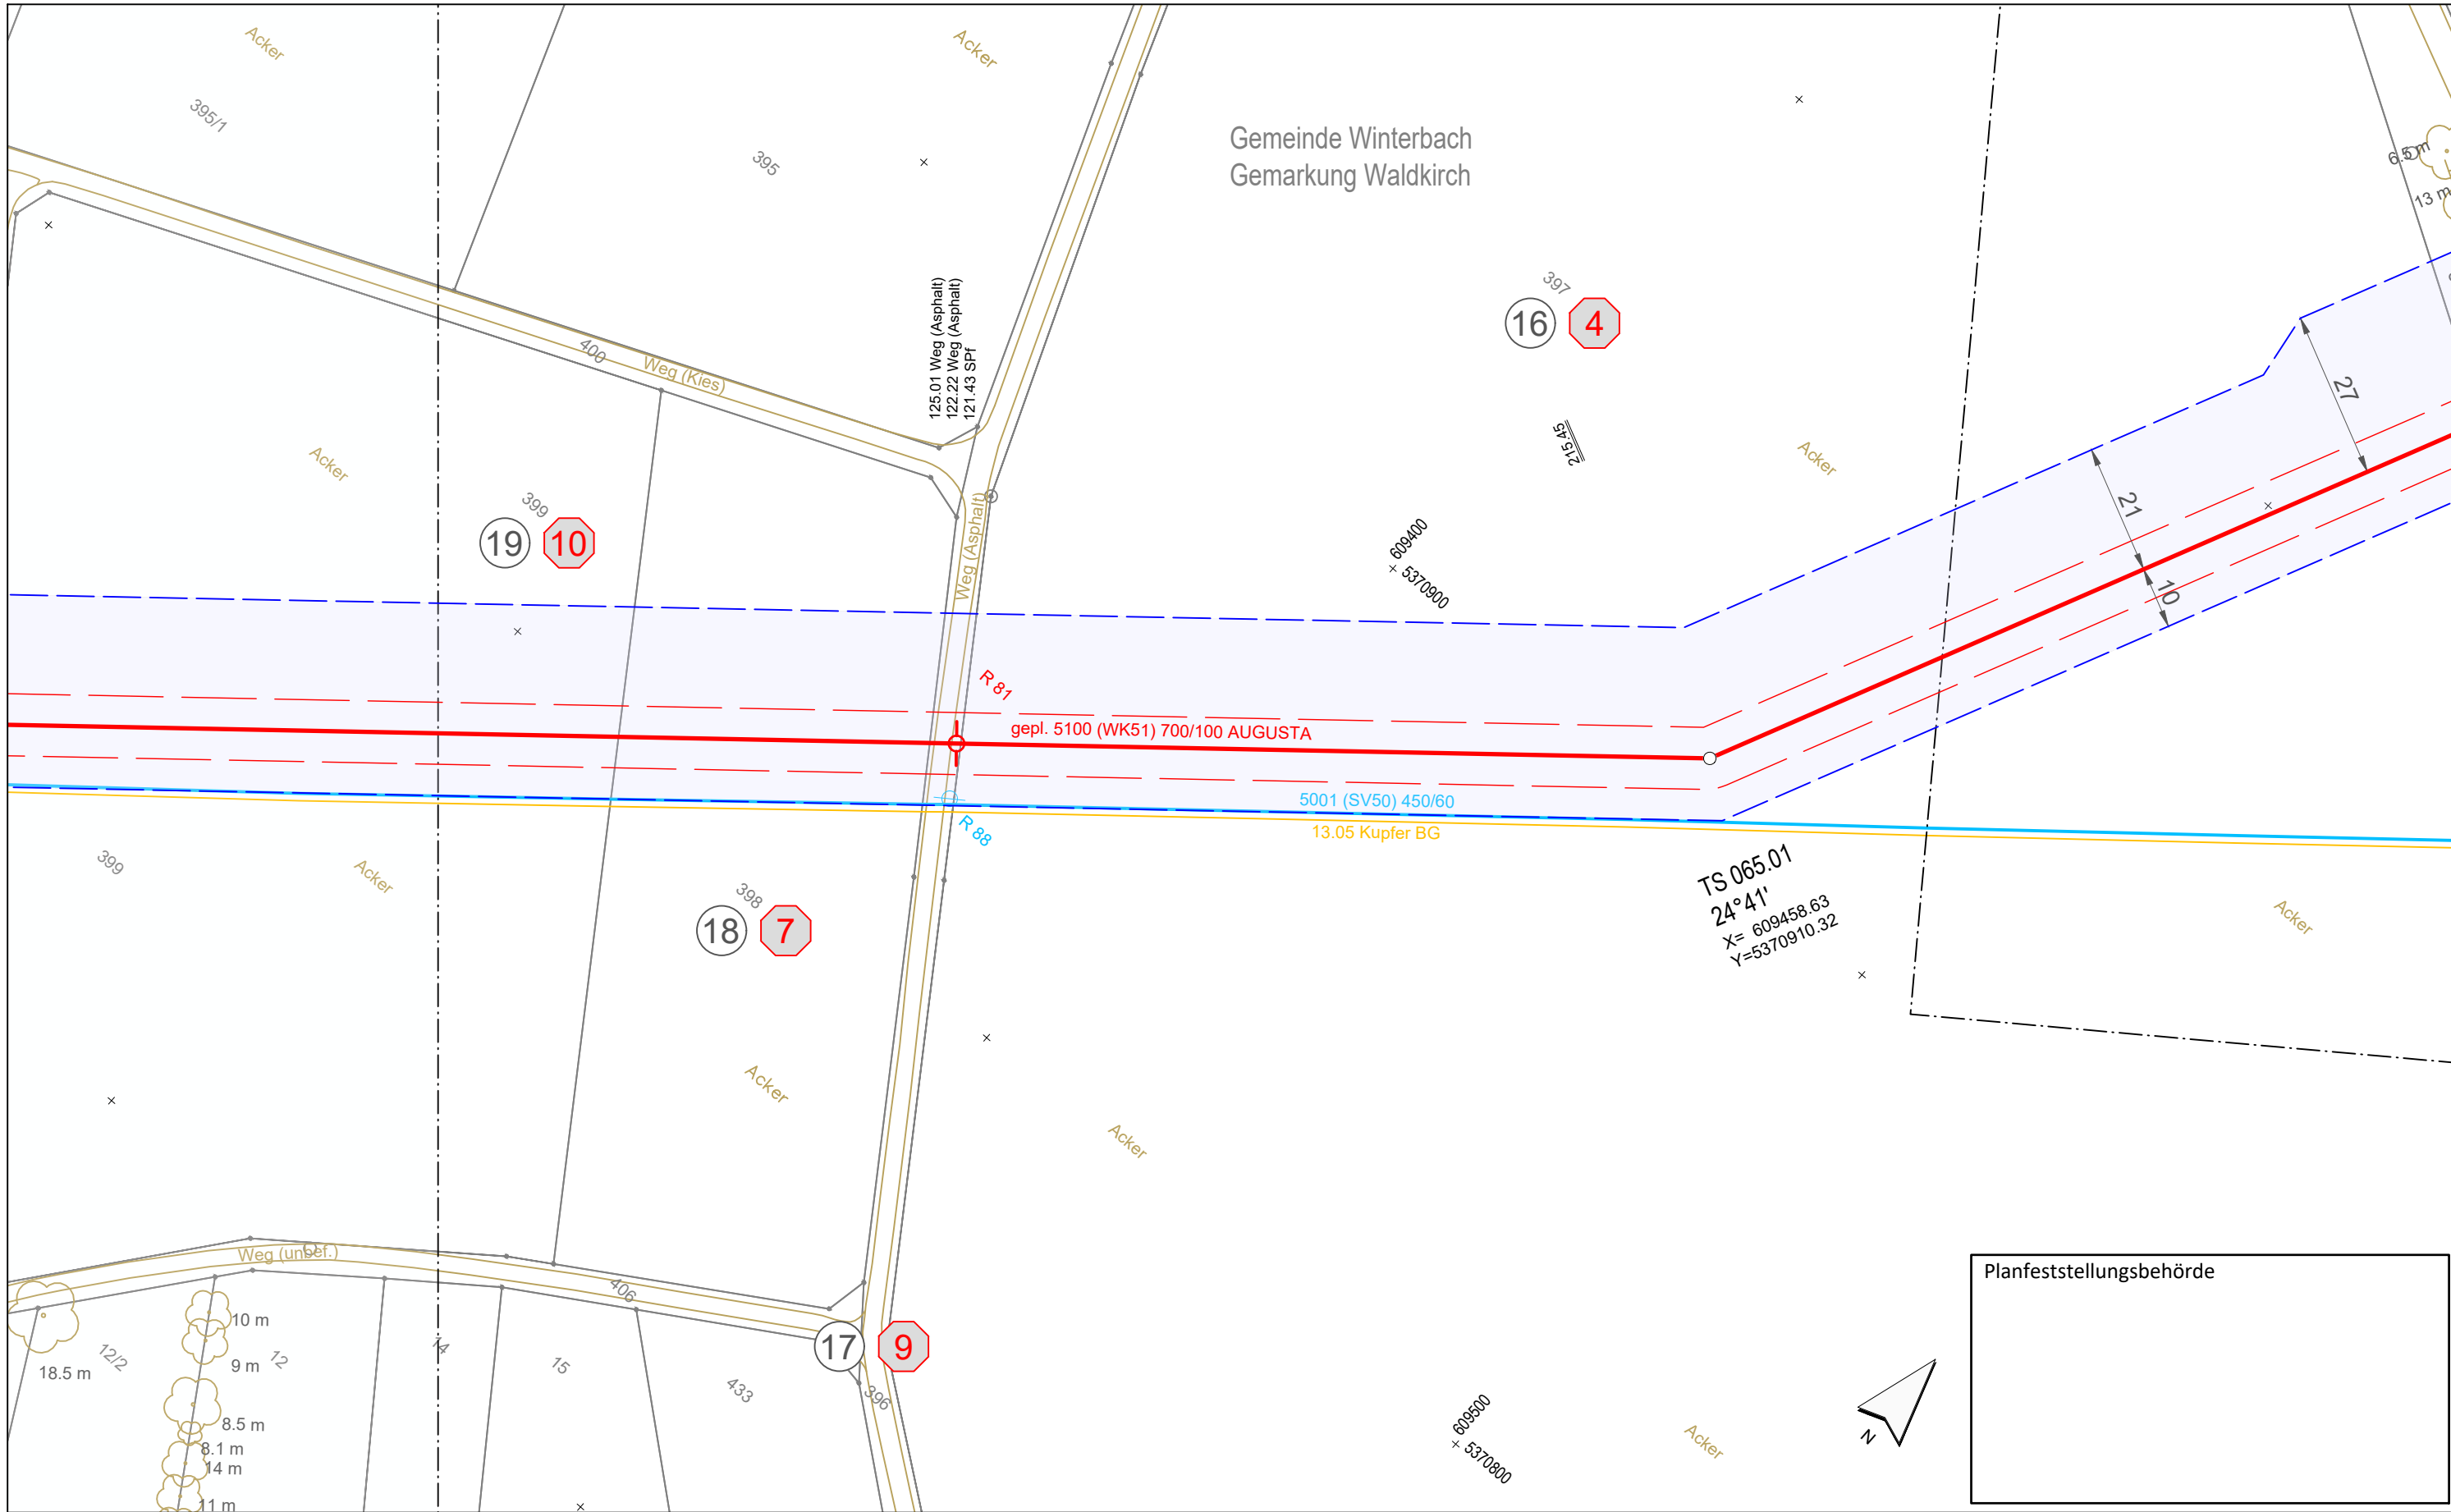 Acker
Acker
395/1
395
Gemeinde Winterbach
Gemarkung Waldkirch
6.5 m
13 m
397
16
4
125.01 Weg (Asphalt)
122.22 Weg (Asphalt)
121.43 SPf
400
Weg (Kies)
27
Acker
215.45
Acker
399
19
10
Weg (Asphalt)
609400
5370900
21
10
R 81
gepl. 5100 (WK51) 700/100 AUGUSTA
5001 (SV50) 450/60
13.05 Kupfer BG
R 88
TS 065.01
24°41'
X= 609458.63
Y=5370910.32
399
Acker
398
18
7
Acker
Acker
Acker
Weg (unbef.)
406
Planfeststellungsbehörde
10 m
12/2
18.5 m
9 m
12
14
15
433
17
9
396
8.5 m
8.1 m
14 m
11 m
609500
5370800
Acker
N